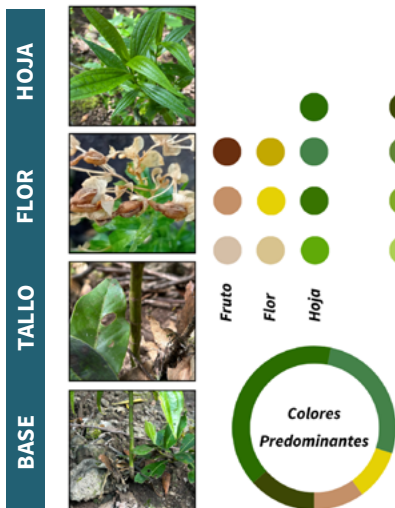 HOJA
FLOR
TALLO
BASE
Fruto
Flor
Hoja
Colores
Predominantes